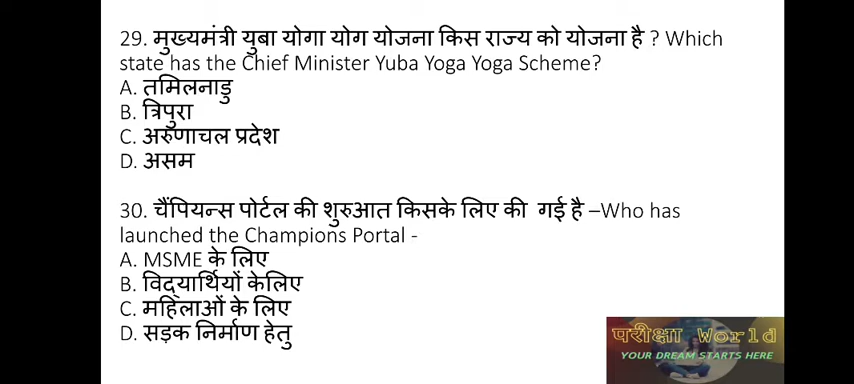 29. मुख्यमंत्री युबा योगा योग योजना किस राज्य को योजना है ? Which
state has the Chief Minister Yuba Yoga Yoga Scheme?
A. तमिलनाडु
B. त्रिपुरा
C. अरुणाचल प्रदेश
D. असम
30. चैंपियन्स पोर्टल की शुरुआत किसके लिए की गई है –Who has
launched the Champions Portal -
A. MSME के लिए
B. विद्यार्थियों केलिए
C. महिलाओं के लिए
D. सड़क निर्माण हेतु
परीक्षा World
YOUR DREAM STARTS HERE